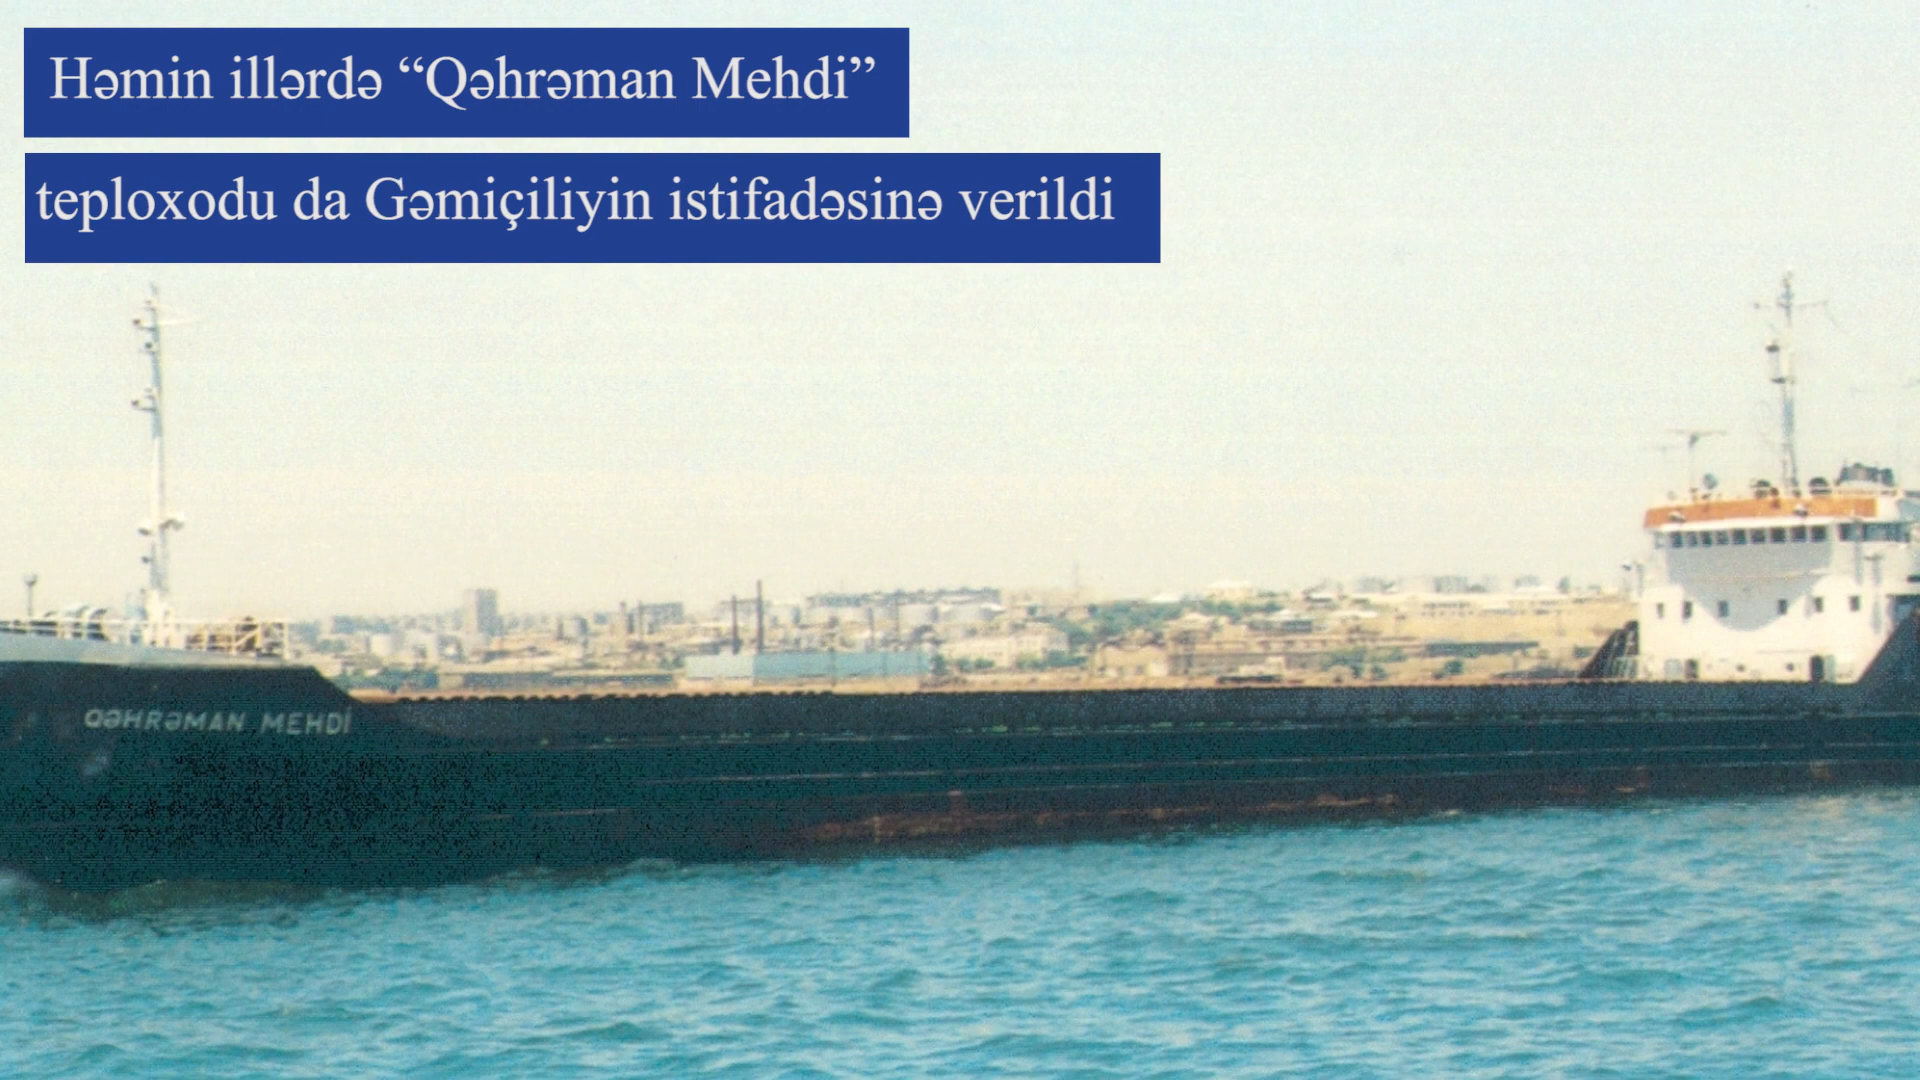 Həmin illərdə “Qəhrəman Mehdi”
teploxodu da Gəmiçiliyin istifadəsinə verildi
QƏHRƏMAN MEHDİ